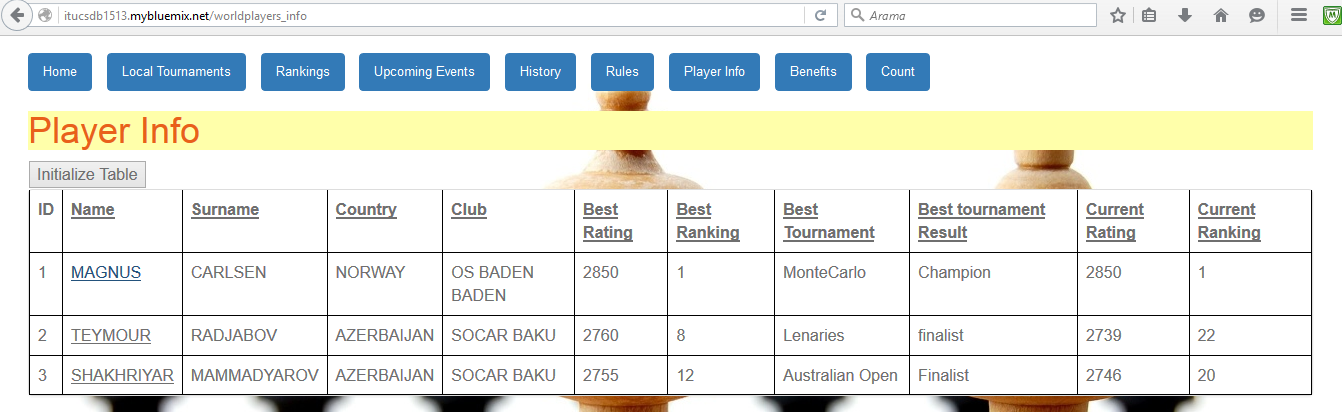 itucsdb1513.mybluemix.net/worldplayers_info
Arama
Home Local Tournaments Rankings Upcoming Events History Rules Player Info Benefits Count
Player Info
Initialize Table
ID Name Surname Country Club Best Rating Best Ranking Best Tournament Best tournament Result Current Rating Current Ranking
1 MAGNUS CARLSEN NORWAY OS BADEN BADEN 2850 1 MonteCarlo Champion 2850 1
2 TEYMOUR RADJABOV AZERBAIJAN SOCAR BAKU 2760 8 Lenaries finalist 2739 22
3 SHAKHRIYAR MAMMADYAROV AZERBAIJAN SOCAR BAKU 2755 12 Australian Open Finalist 2746 20